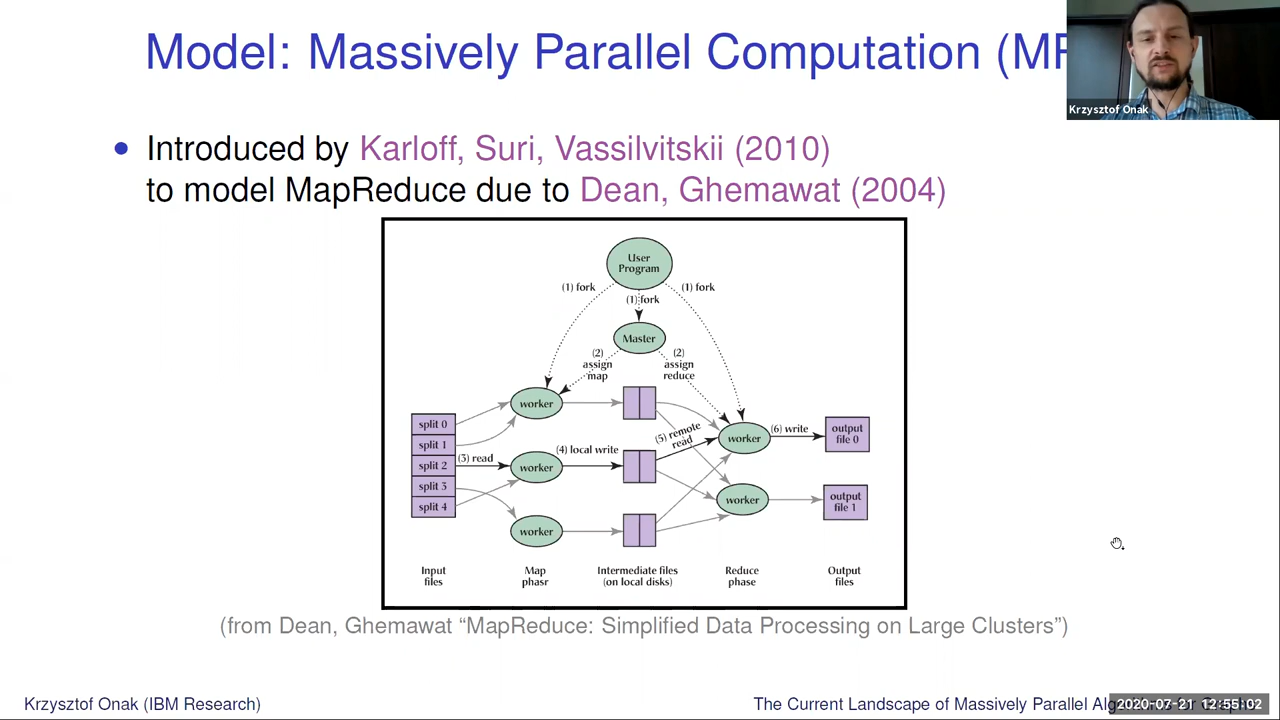 Model: Massively Parallel Computation (MP
Krzysztof Onak
• Introduced by Karloff, Suri, Vassilvitskii (2010)
to model MapReduce due to Dean, Ghemawat (2004)
User
Program
(1) fork
(1) fork
(1) fork
Master
(2)
assign
map
(2)
assign
reduce
worker
split 0
split 1
split 2
split 3
split 4
(3) read
worker
(4) local write
(5) remote
read
worker
(6) write
output
file 0
worker
output
file 1
worker
Input
files
Map
phasr
Intermediate files
(on local disks)
Reduce
phase
Output
files
(from Dean, Ghemawat “MapReduce: Simplified Data Processing on Large Clusters”)
Krzysztof Onak (IBM Research)
The Current Landscape of Massively Parallel
2020-07-21 12:55:02